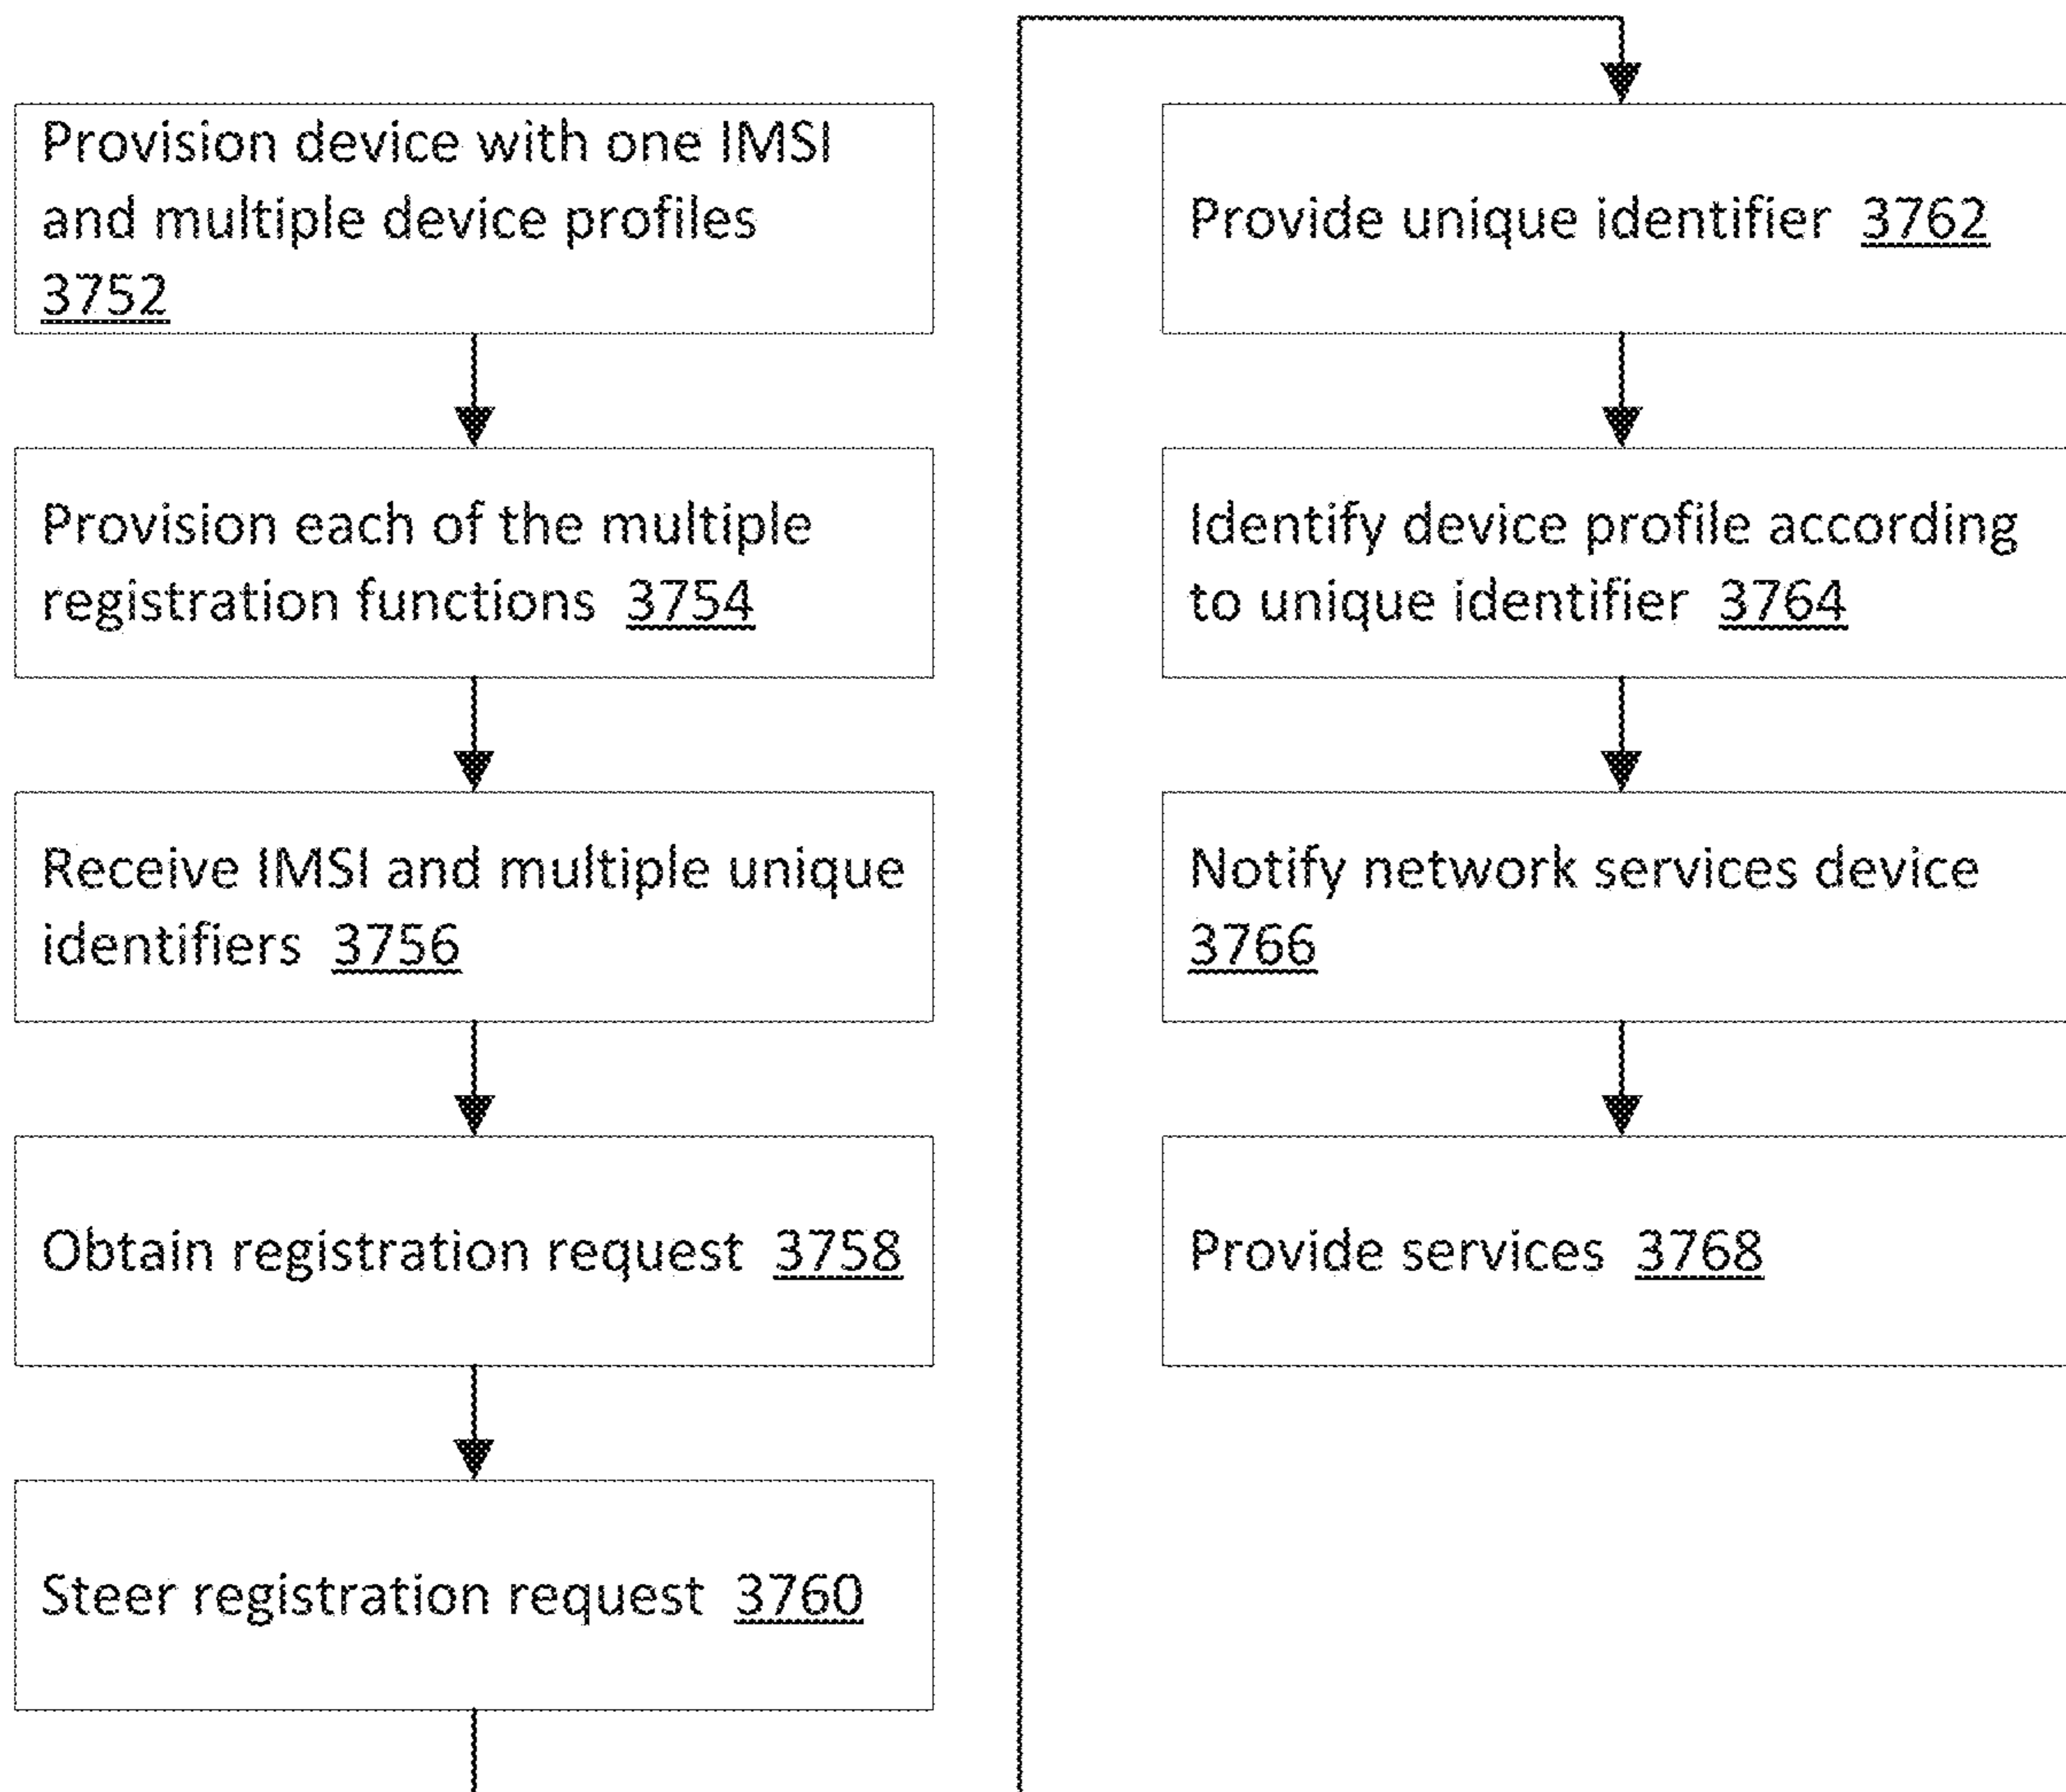 Provision device with one IMSI
and multiple device profiles
3752
Provision each of the multiple
registration functions 3754
Receive IMSI and multiple unique
identifiers 3756
Obtain registration request 3758
Steer registration request 3760
Provide unique identifier 3762
Identify device profile according
to unique identifier 3764
Notify network services device
3766
Provide services 3768